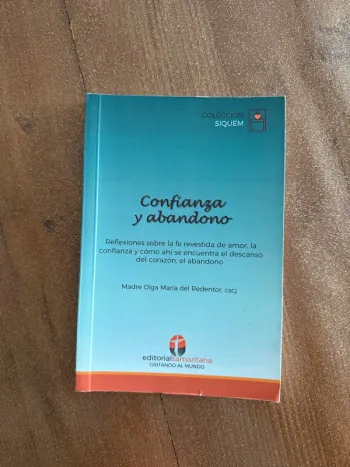 COLECCIÓN
SIQUEM
Confianza
y abandono
Reflexiones sobre la fe revestida de amor, la
confianza y cómo ahí se encuentra el descanso
del corazón, el abandono
Madre Olga María del Redentor, cscj
editorialsamaritana
GRITANDO AL MUNDO